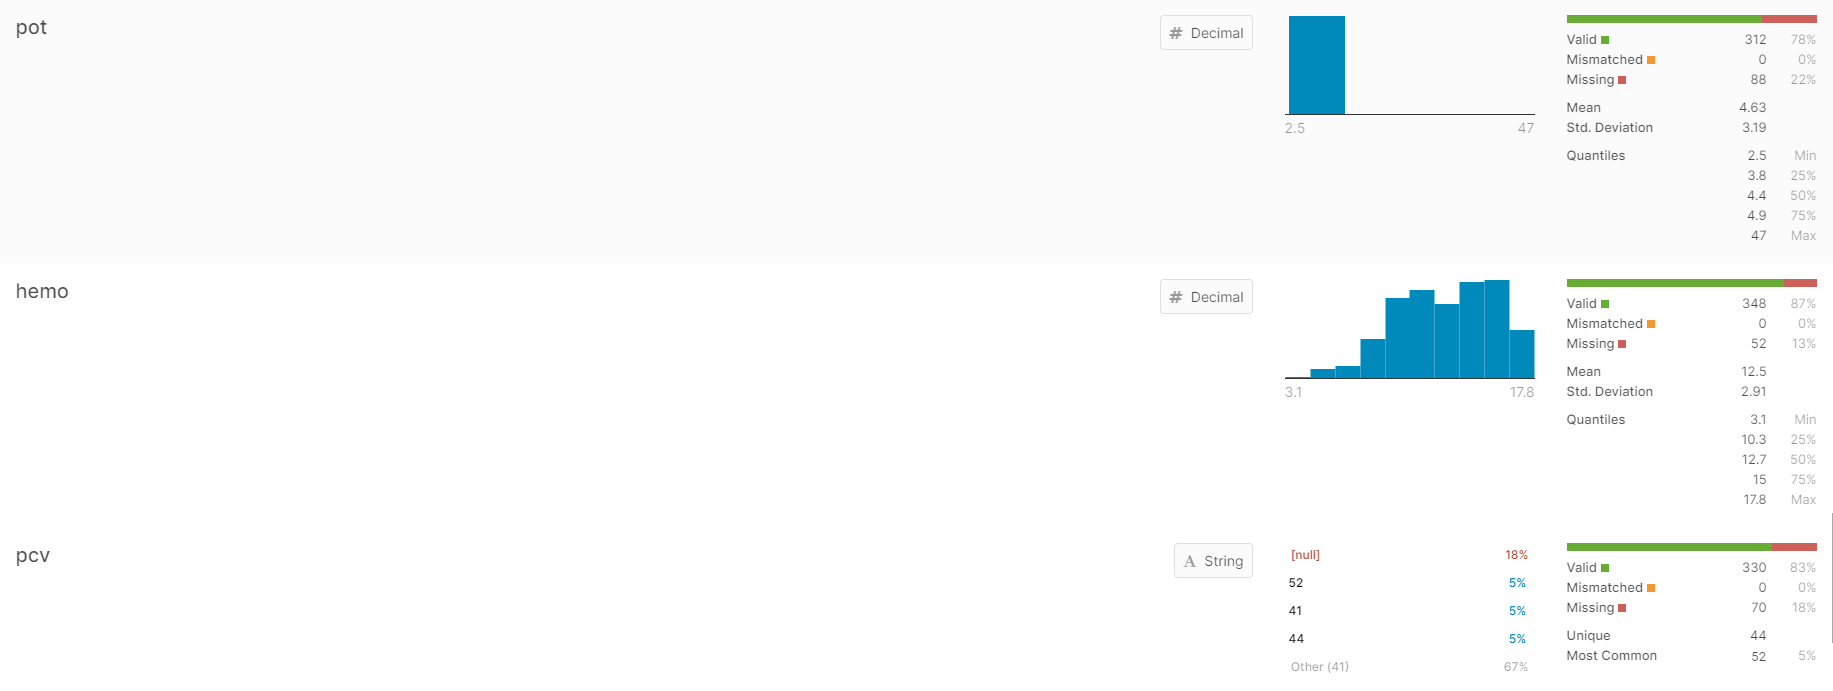 pot
# Decimal
2.5 47
Valid 312 78%
Mismatched 0 0%
Missing 88 22%
Mean 4.63
Std. Deviation 3.19
Quantiles 2.5 Min
3.8 25%
4.4 50%
4.9 75%
47 Max
hemo
# Decimal
3.1 17.8
Valid 348 87%
Mismatched 0 0%
Missing 52 13%
Mean 12.5
Std. Deviation 2.91
Quantiles 3.1 Min
10.3 25%
12.7 50%
15 75%
17.8 Max
pcv
A String
[null] 18%
52 5%
41 5%
44 5%
Other (41) 67%
Valid 330 83%
Mismatched 0 0%
Missing 70 18%
Unique 44
Most Common 52 5%